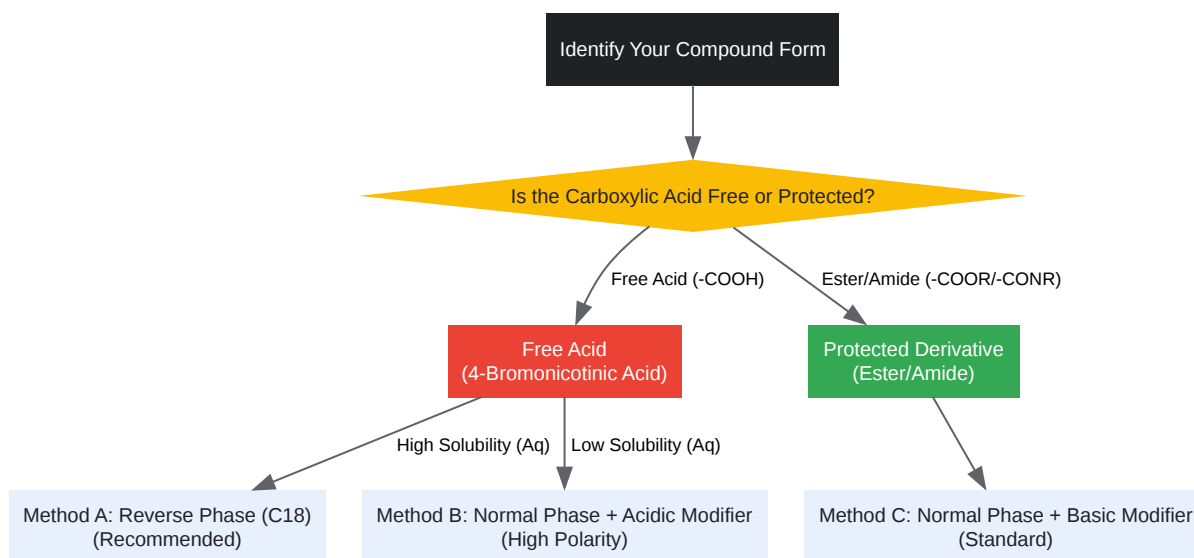 Identify Your Compound Form
Is the Carboxylic Acid Free or Protected?
Free Acid (-COOH)
Ester/Amide (-COOR/-CONR)
Free Acid
(4-Bromonicotinic Acid)
Protected Derivative
(Ester/Amide)
High Solubility (Aq)
Low Solubility (Aq)
Method A: Reverse Phase (C18)
(Recommended)
Method B: Normal Phase + Acidic Modifier
(High Polarity)
Method C: Normal Phase + Basic Modifier
(Standard)